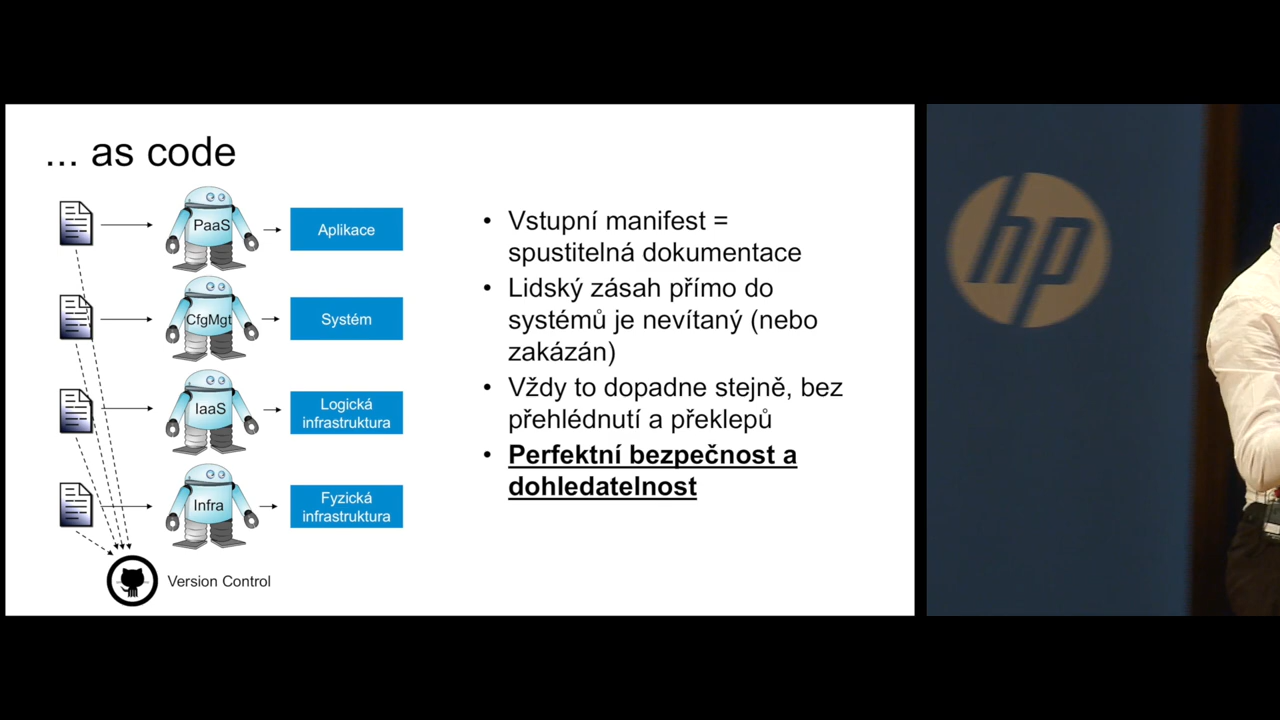 ... as code
PaaS
Aplikace
CfgMgt
Systém
IaaS
Logická
infrastruktura
Infra
Fyzická
infrastruktura
Version Control
• Vstupní manifest =
spustitelná dokumentace
• Lidský zásah přímo do
systémů je nevítaný (nebo
zakázán)
• Vždy to dopadne stejně, bez
přehlédnutí a překlepů
• Perfektní bezpečnost a
dohledatelnost
hp